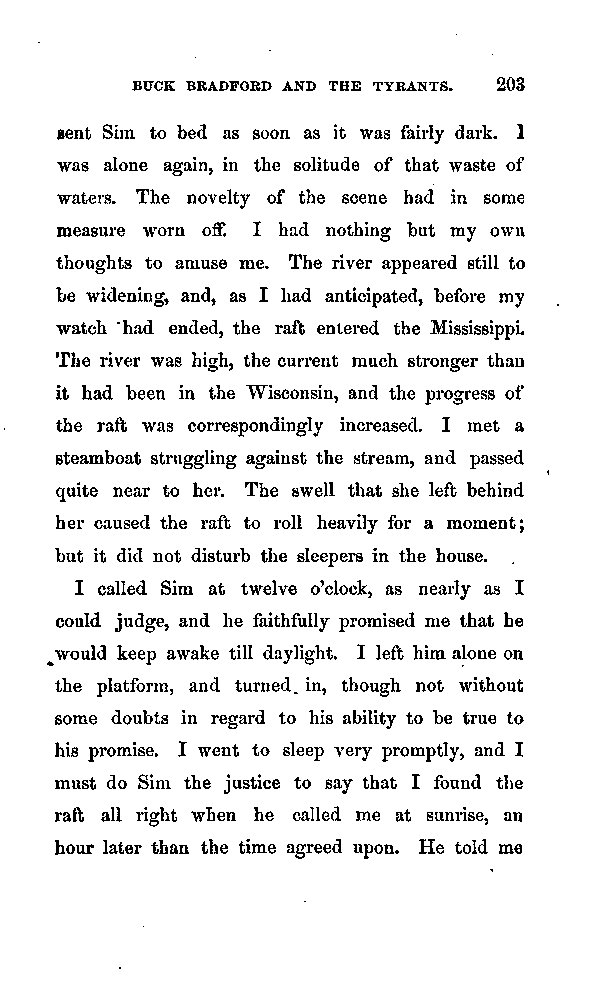 BUCK BRADFORD AND THE TYRANTS. 203
sent Sim to bed as soon as it was fairly dark. I
was alone again, in the solitude of that waste of
waters. The novelty of the scene had in some
measure worn off. I had nothing but my own
thoughts to amuse me. The river appeared still to
be widening, and, as I had anticipated, before my
watch had ended, the raft entered the Mississippi.
The river was high, the current much stronger than
it had been in the Wisconsin, and the progress of
the raft was correspondingly increased. I met a
steamboat struggling against the stream, and passed
quite near to her. The swell that she left behind
her caused the raft to roll heavily for a moment;
but it did not disturb the sleepers in the house.
I called Sim at twelve o'clock, as nearly as I
could judge, and he faithfully promised me that he
would keep awake till daylight. I left him alone on
the platform, and turned in, though not without
some doubts in regard to his ability to be true to
his promise. I went to sleep very promptly, and I
must do Sim the justice to say that I found the
raft all right when he called me at sunrise, an
hour later than the time agreed upon. He told me